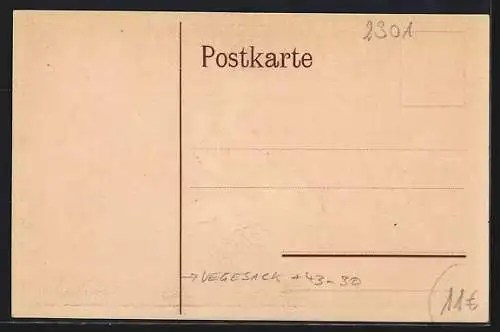 2301
Postkarte
→ VEGESACK + 43-30
11€